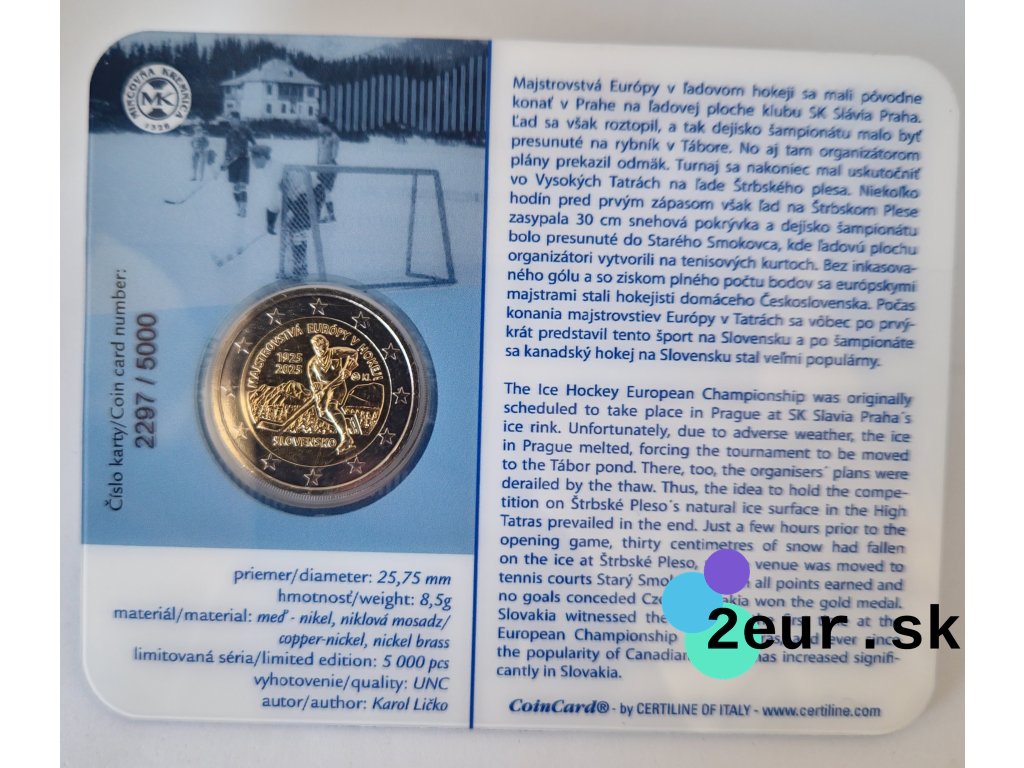 MINCOVŇA KREMNICA
MK
1328
Číslo karty/Coin card number:
2297 / 5000
MAJSTROVSTVÁ EURÓPY V HOKEJI
1925
2025
SLOVENSKO
priemer/diameter: 25,75 mm
hmotnosť/weight: 8,5g
materiál/material: meď - nikel, niklová mosadz/
copper-nickel, nickel brass
limitovaná séria/limited edition: 5 000 pcs
vyhotovenie/quality: UNC
autor/author: Karol Ličko
Majstrovstvá Európy v ľadovom hokeji sa mali pôvodne
konať v Prahe na ľadovej ploche klubu SK Slávia Praha.
Ľad sa však roztopil, a tak dejisko šampionátu malo byť
presunuté na rybník v Tábore. No aj tam organizátorom
plány prekazil odmäk. Turnaj sa nakoniec mal uskutočniť
vo Vysokých Tatrách na ľade Štrbského plesa. Niekoľko
hodín pred prvým zápasom však ľad na Štrbskom Plese
zasypala 30 cm snehová pokrývka a dejisko šampionátu
bolo presunuté do Starého Smokovca, kde ľadovú plochu
organizátori vytvorili na tenisových kurtoch. Bez inkasova-
ného gólu a so ziskom plného počtu bodov sa európskymi
majstrami stali hokejisti domáceho Československa. Počas
konania majstrovstiev Európy v Tatrách sa vôbec po prvý-
krát predstavil tento šport na Slovensku a po šampionáte
sa kanadský hokej na Slovensku stal veľmi populárny.
The Ice Hockey European Championship was originally
scheduled to take place in Prague at SK Slavia Praha´s
ice rink. Unfortunately, due to adverse weather, the ice
in Prague melted, forcing the tournament to be moved
to the Tábor pond. There, too, the organisers´ plans were
derailed by the thaw. Thus, the idea to hold the compe-
tition on Štrbské Pleso´s natural ice surface in the High
Tatras prevailed in the end. Just a few hours prior to the
opening game, thirty centimetres of snow had fallen
on the ice at Štrbské Pleso, venue was moved to
tennis courts Starý all points earned and
no goals conceded won the gold medal.
Slovakia witnessed the at the
European Championship ever since
the popularity of Canadian has increased signifi-
cantly in Slovakia.
2eur.sk
CoinCard® - by CERTILINE OF ITALY - www.certiline.com